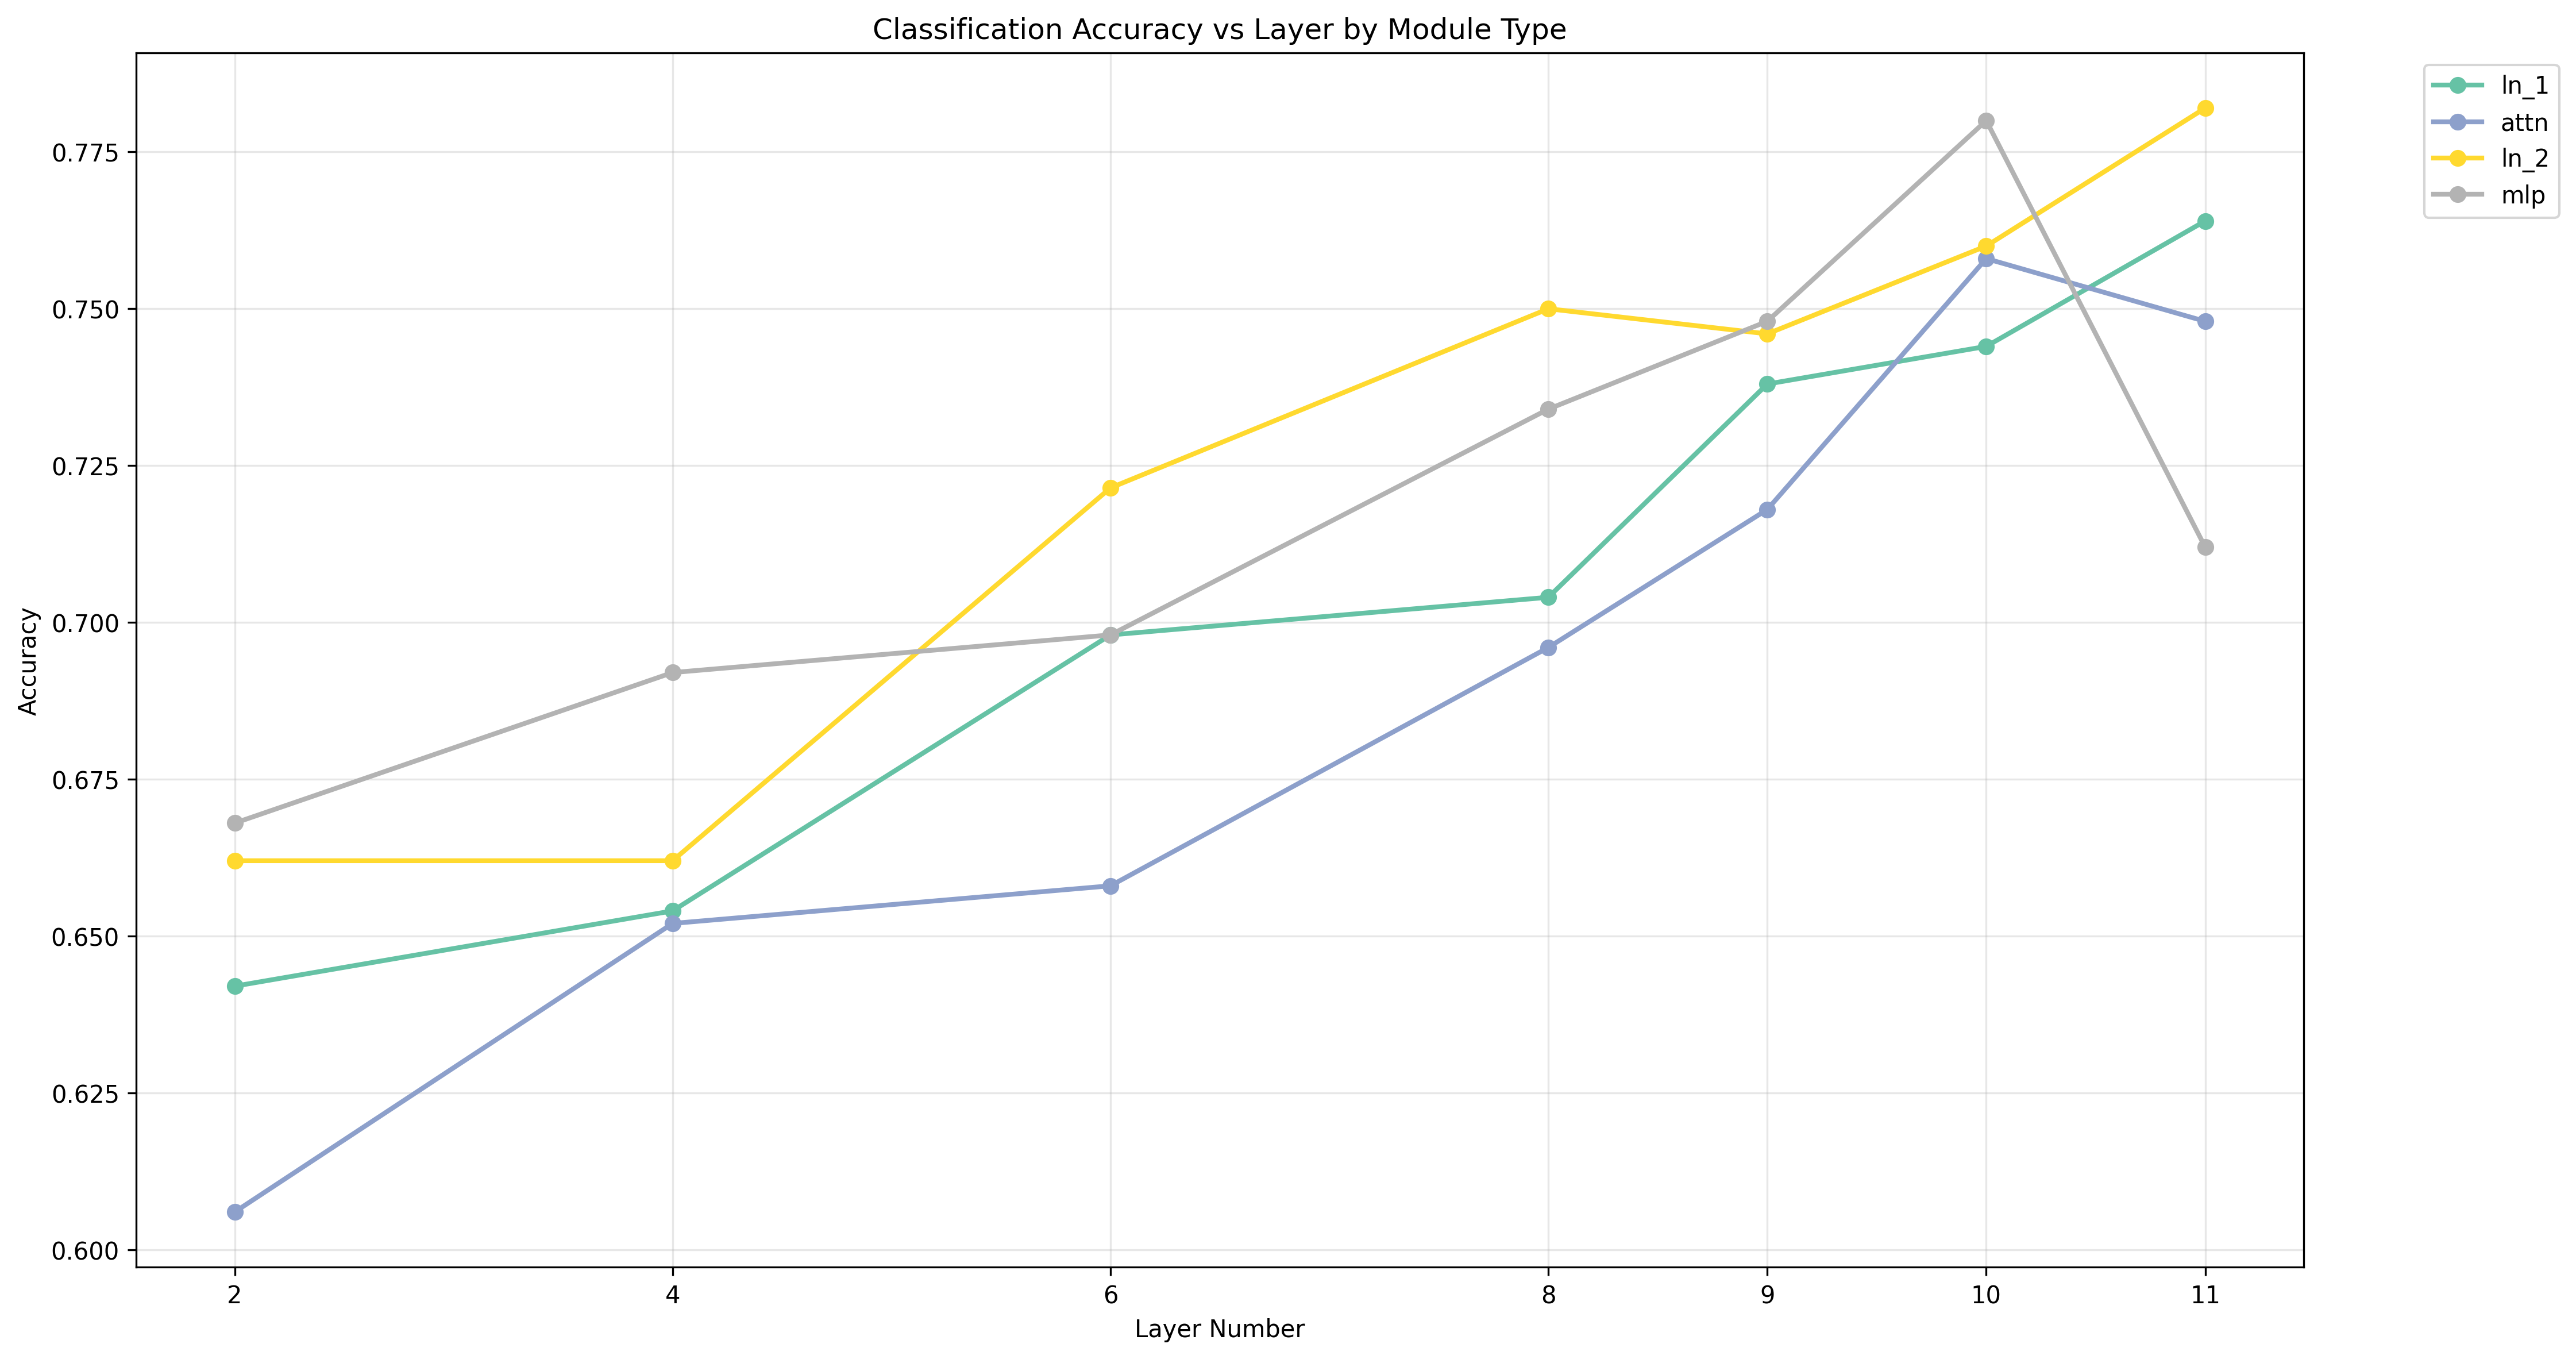 Classification Accuracy vs Layer by Module Type
ln_1
attn
ln_2
mlp
0.775
0.750
0.725
0.700
0.675
0.650
0.625
0.600
Accuracy
2 4 6 8 9 10 11
Layer Number